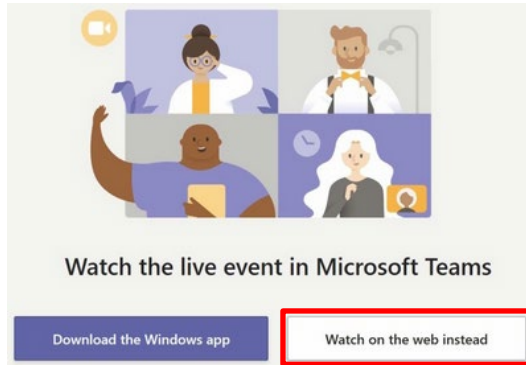 Watch the live event in Microsoft Teams
Download the Windows app
Watch on the web instead